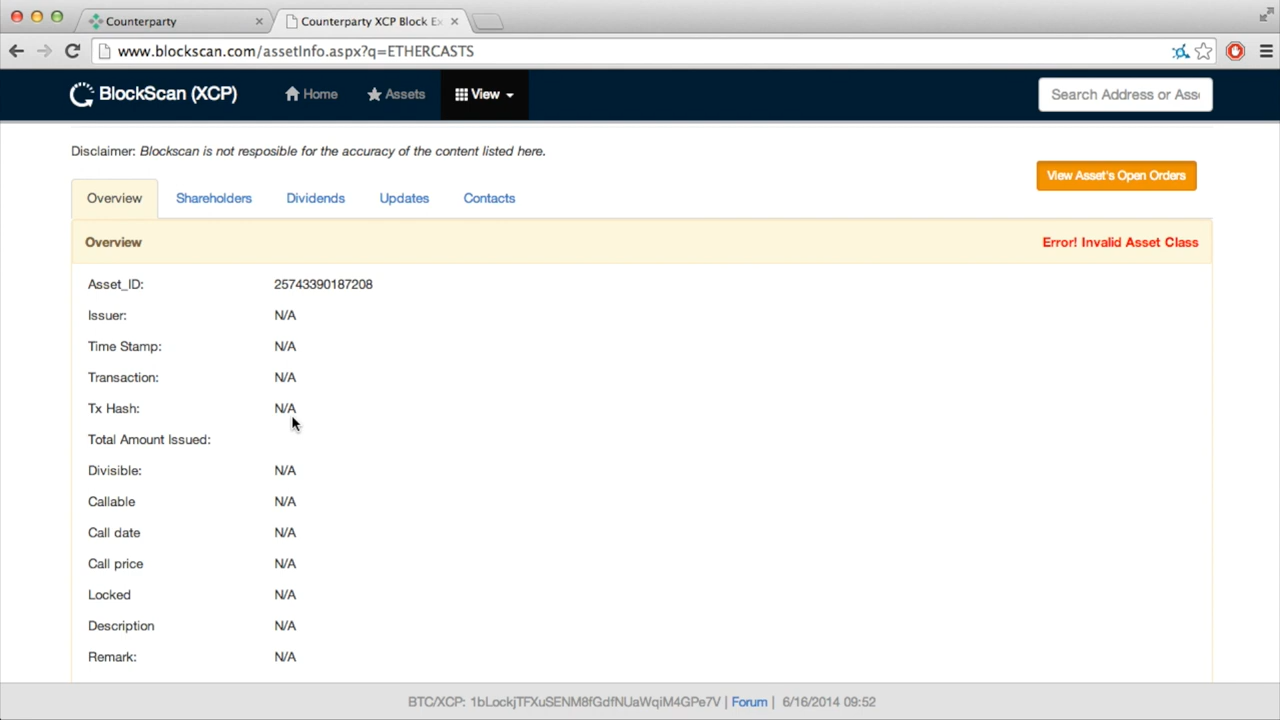 Counterparty
Counterparty XCP Block Ex
www.blockscan.com/assetInfo.aspx?q=ETHERCASTS
BlockScan (XCP)
Home
Assets
View
Search Address or Ass
Disclaimer: Blockscan is not resposible for the accuracy of the content listed here.
View Asset's Open Orders
Overview
Shareholders
Dividends
Updates
Contacts
Overview
Error! Invalid Asset Class
Asset_ID: 25743390187208
Issuer: N/A
Time Stamp: N/A
Transaction: N/A
Tx Hash: N/A
Total Amount Issued:
Divisible: N/A
Callable N/A
Call date N/A
Call price N/A
Locked N/A
Description N/A
Remark: N/A
BTC/XCP: 1bLockjTFXuSENM8fGdfNUaWqiM4GPe7V | Forum | 6/16/2014 09:52